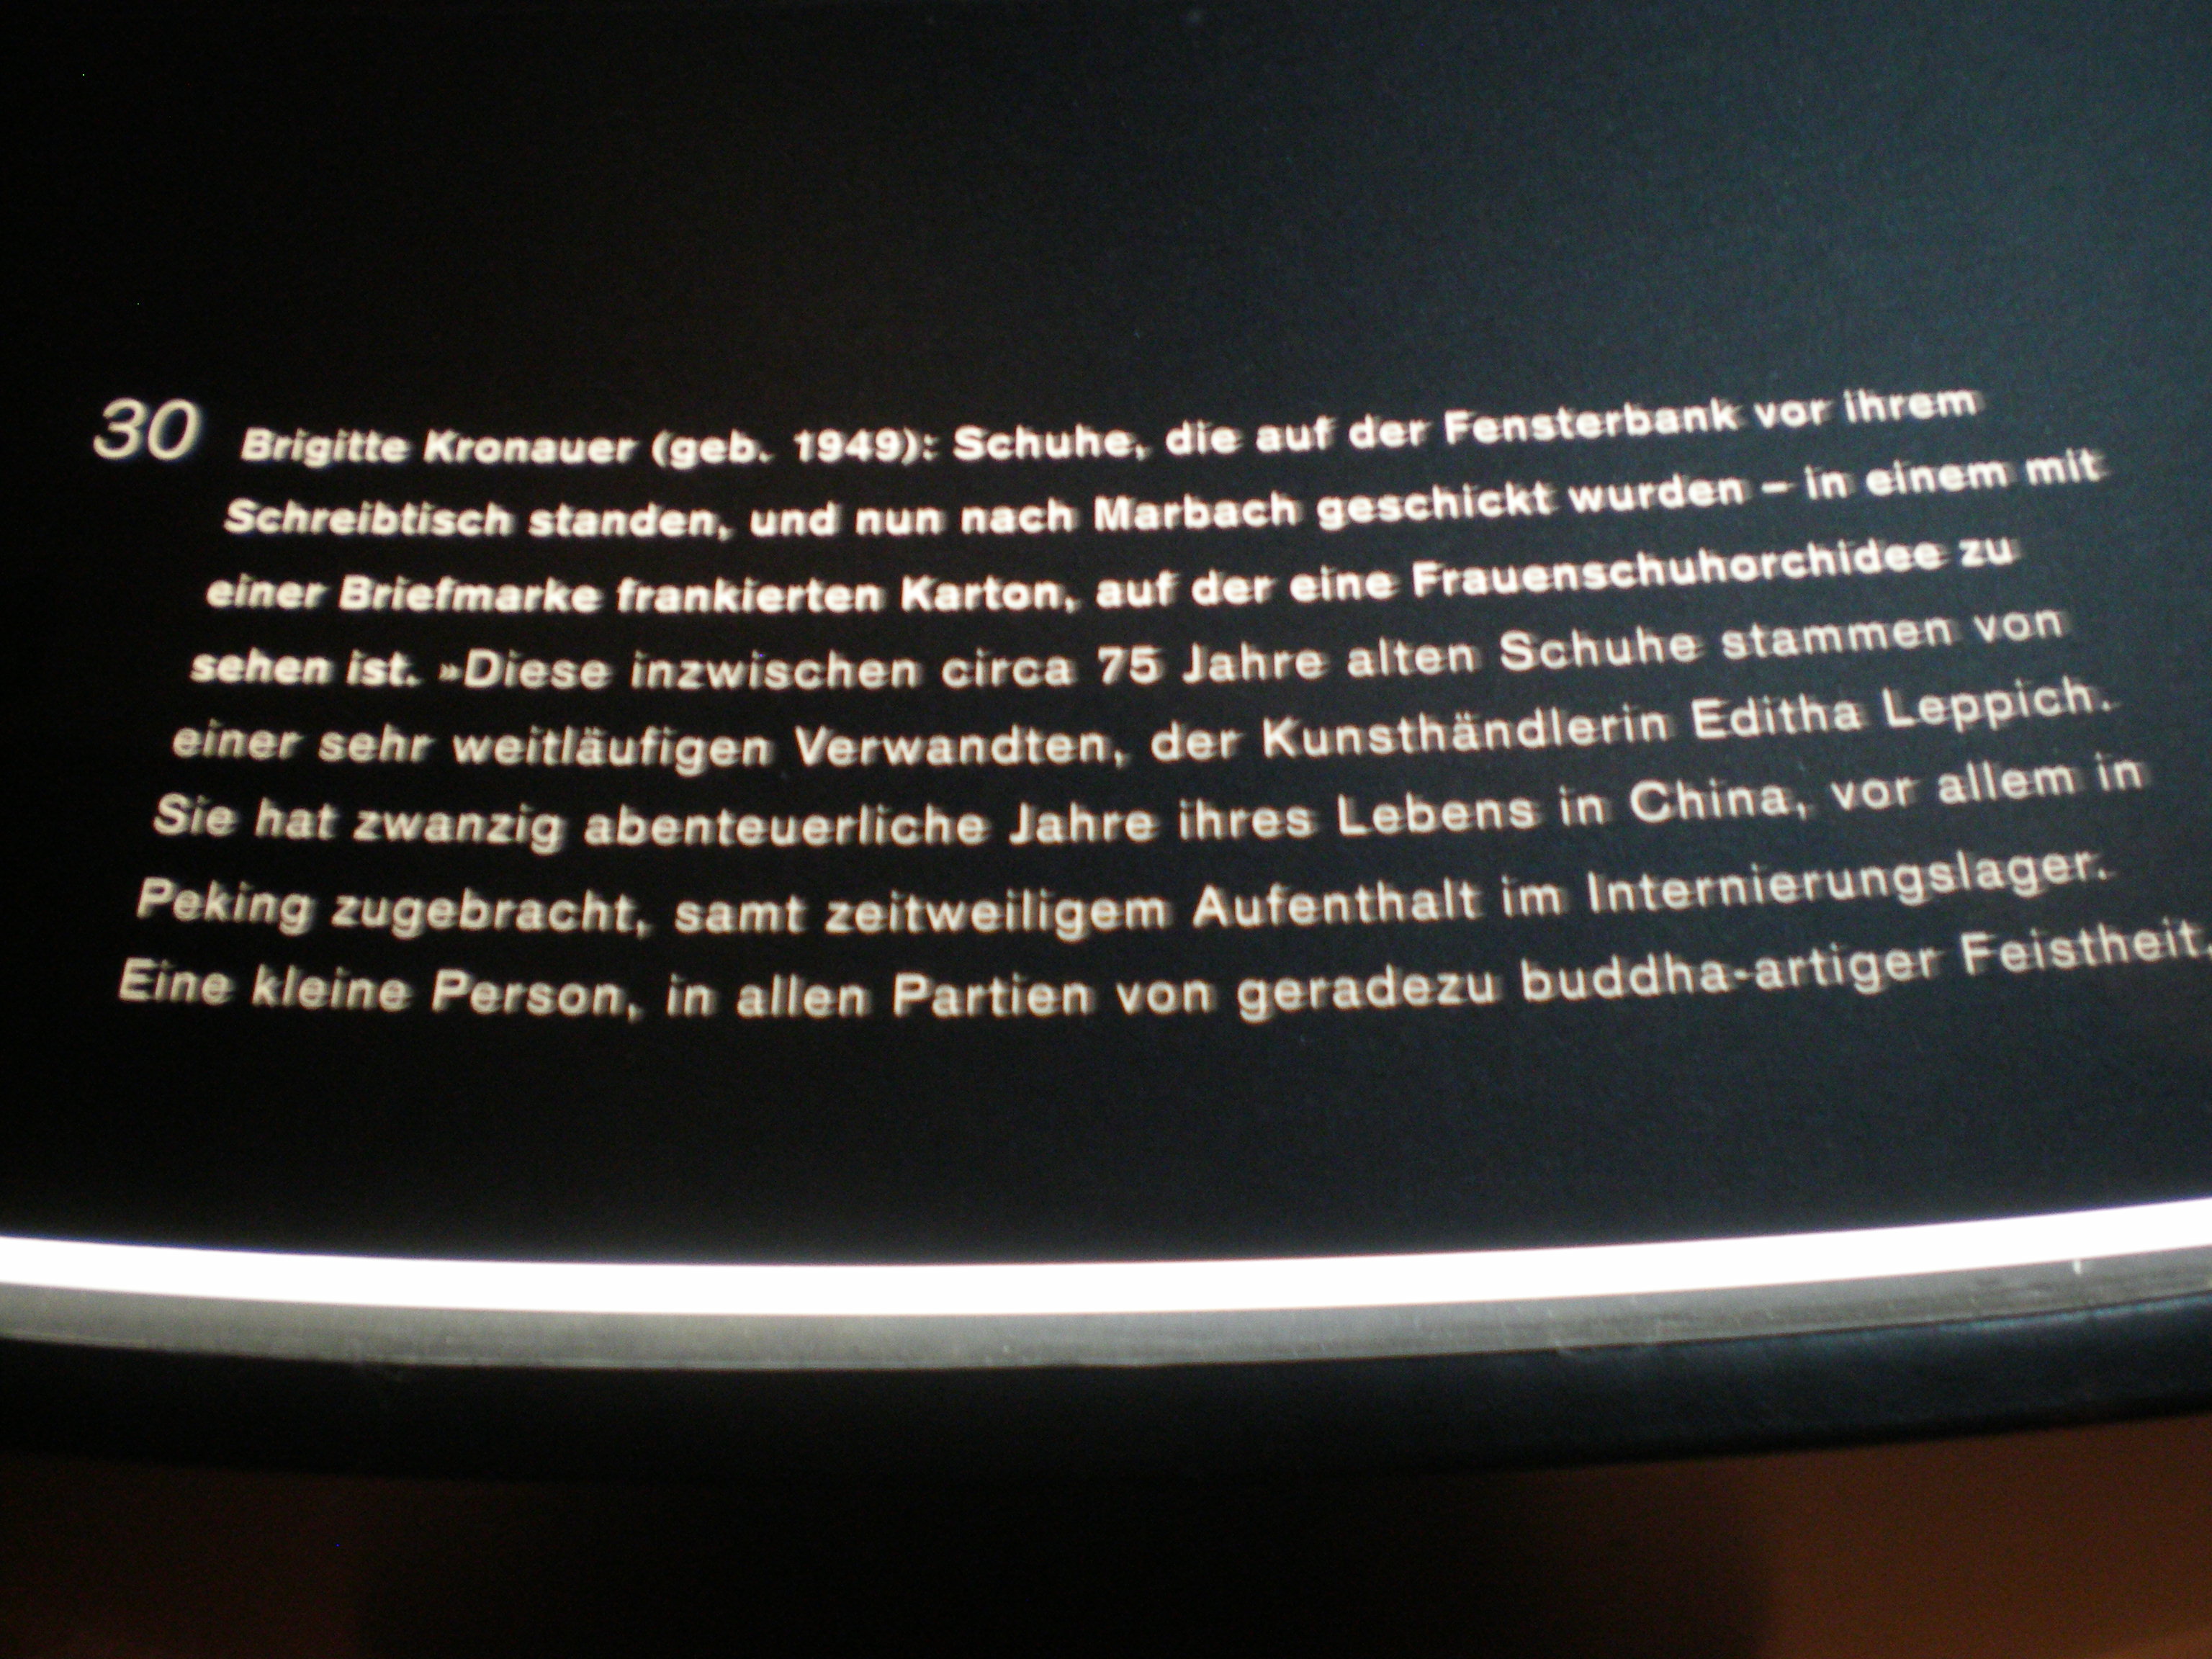 30 Brigitte Kronauer (geb. 1949): Schuhe, die auf der Fensterbank vor ihrem
Schreibtisch standen, und nun nach Marbach geschickt wurden – in einem mit
einer Briefmarke frankierten Karton, auf der eine Frauenschuhorchidee zu
sehen ist. »Diese inzwischen circa 75 Jahre alten Schuhe stammen von
einer sehr weitläufigen Verwandten, der Kunsthändlerin Editha Leppich.
Sie hat zwanzig abenteuerliche Jahre ihres Lebens in China, vor allem in
Peking zugebracht, samt zeitweiligem Aufenthalt im Internierungslager.
Eine kleine Person, in allen Partien von geradezu buddha-artiger Feistheit,